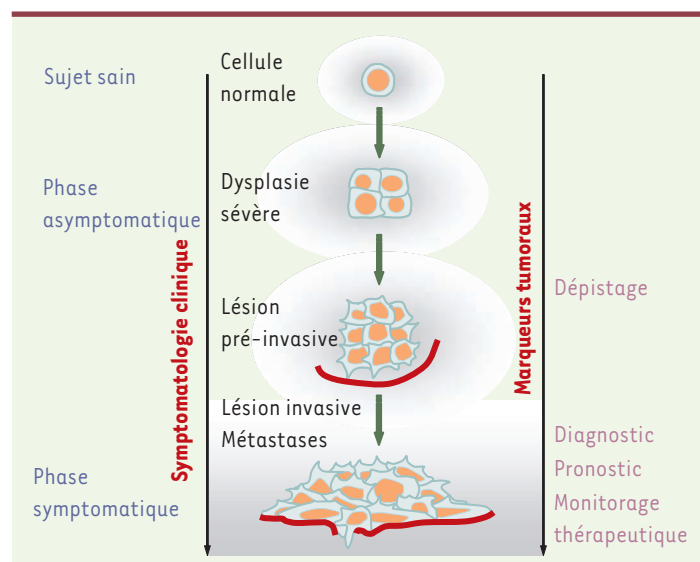 Sujet sain
Cellule
normale
Phase
asymptomatique
Dysplasie
sévère
Symptomatologie clinique
Marqueurs tumoraux
Lésion
pré-invasive
Dépistage
Lésion invasive
Métastases
Phase
symptomatique
Diagnostic
Pronostic
Monitorage
thérapeutique